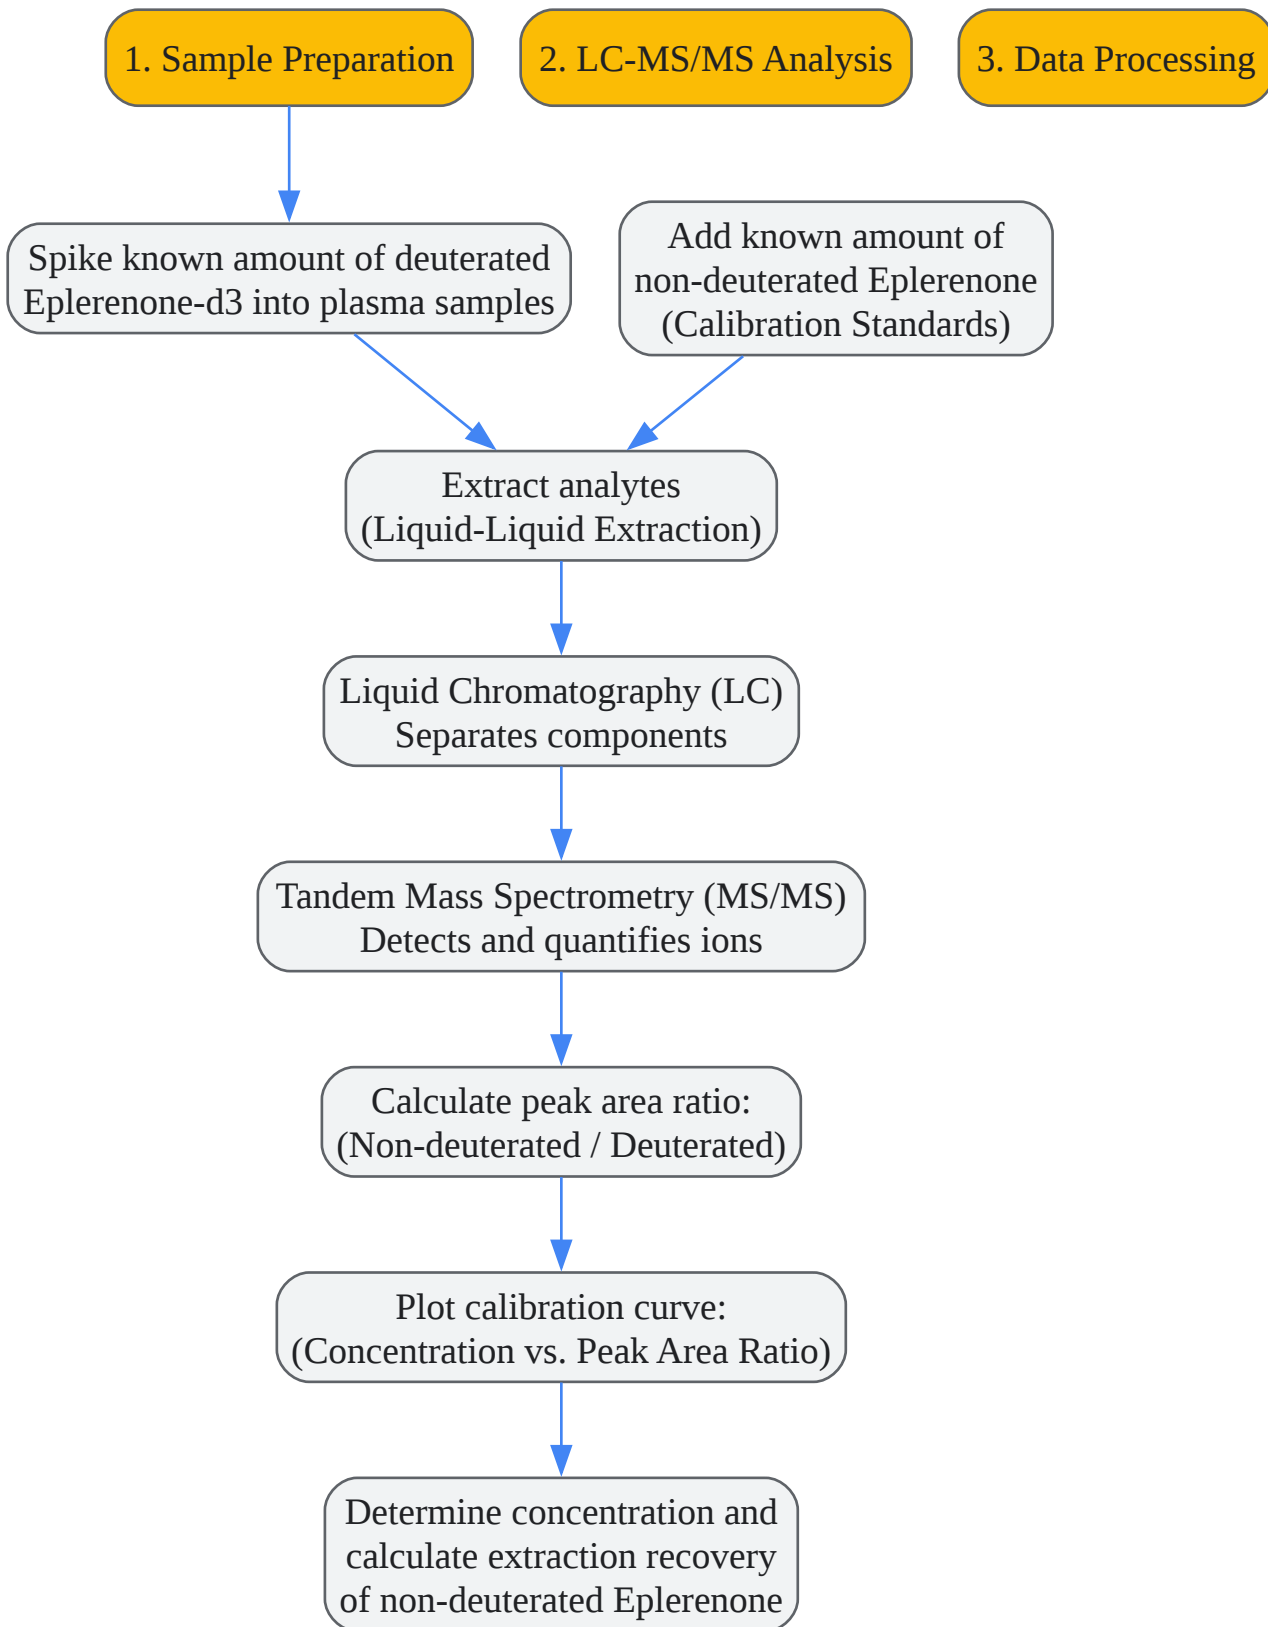 1. Sample Preparation
2. LC-MS/MS Analysis
3. Data Processing
Spike known amount of deuterated
Eplerenone-d3 into plasma samples
Add known amount of
non-deuterated Eplerenone
(Calibration Standards)
Extract analytes
(Liquid-Liquid Extraction)
Liquid Chromatography (LC)
Separates components
Tandem Mass Spectrometry (MS/MS)
Detects and quantifies ions
Calculate peak area ratio:
(Non-deuterated / Deuterated)
Plot calibration curve:
(Concentration vs. Peak Area Ratio)
Determine concentration and
calculate extraction recovery
of non-deuterated Eplerenone